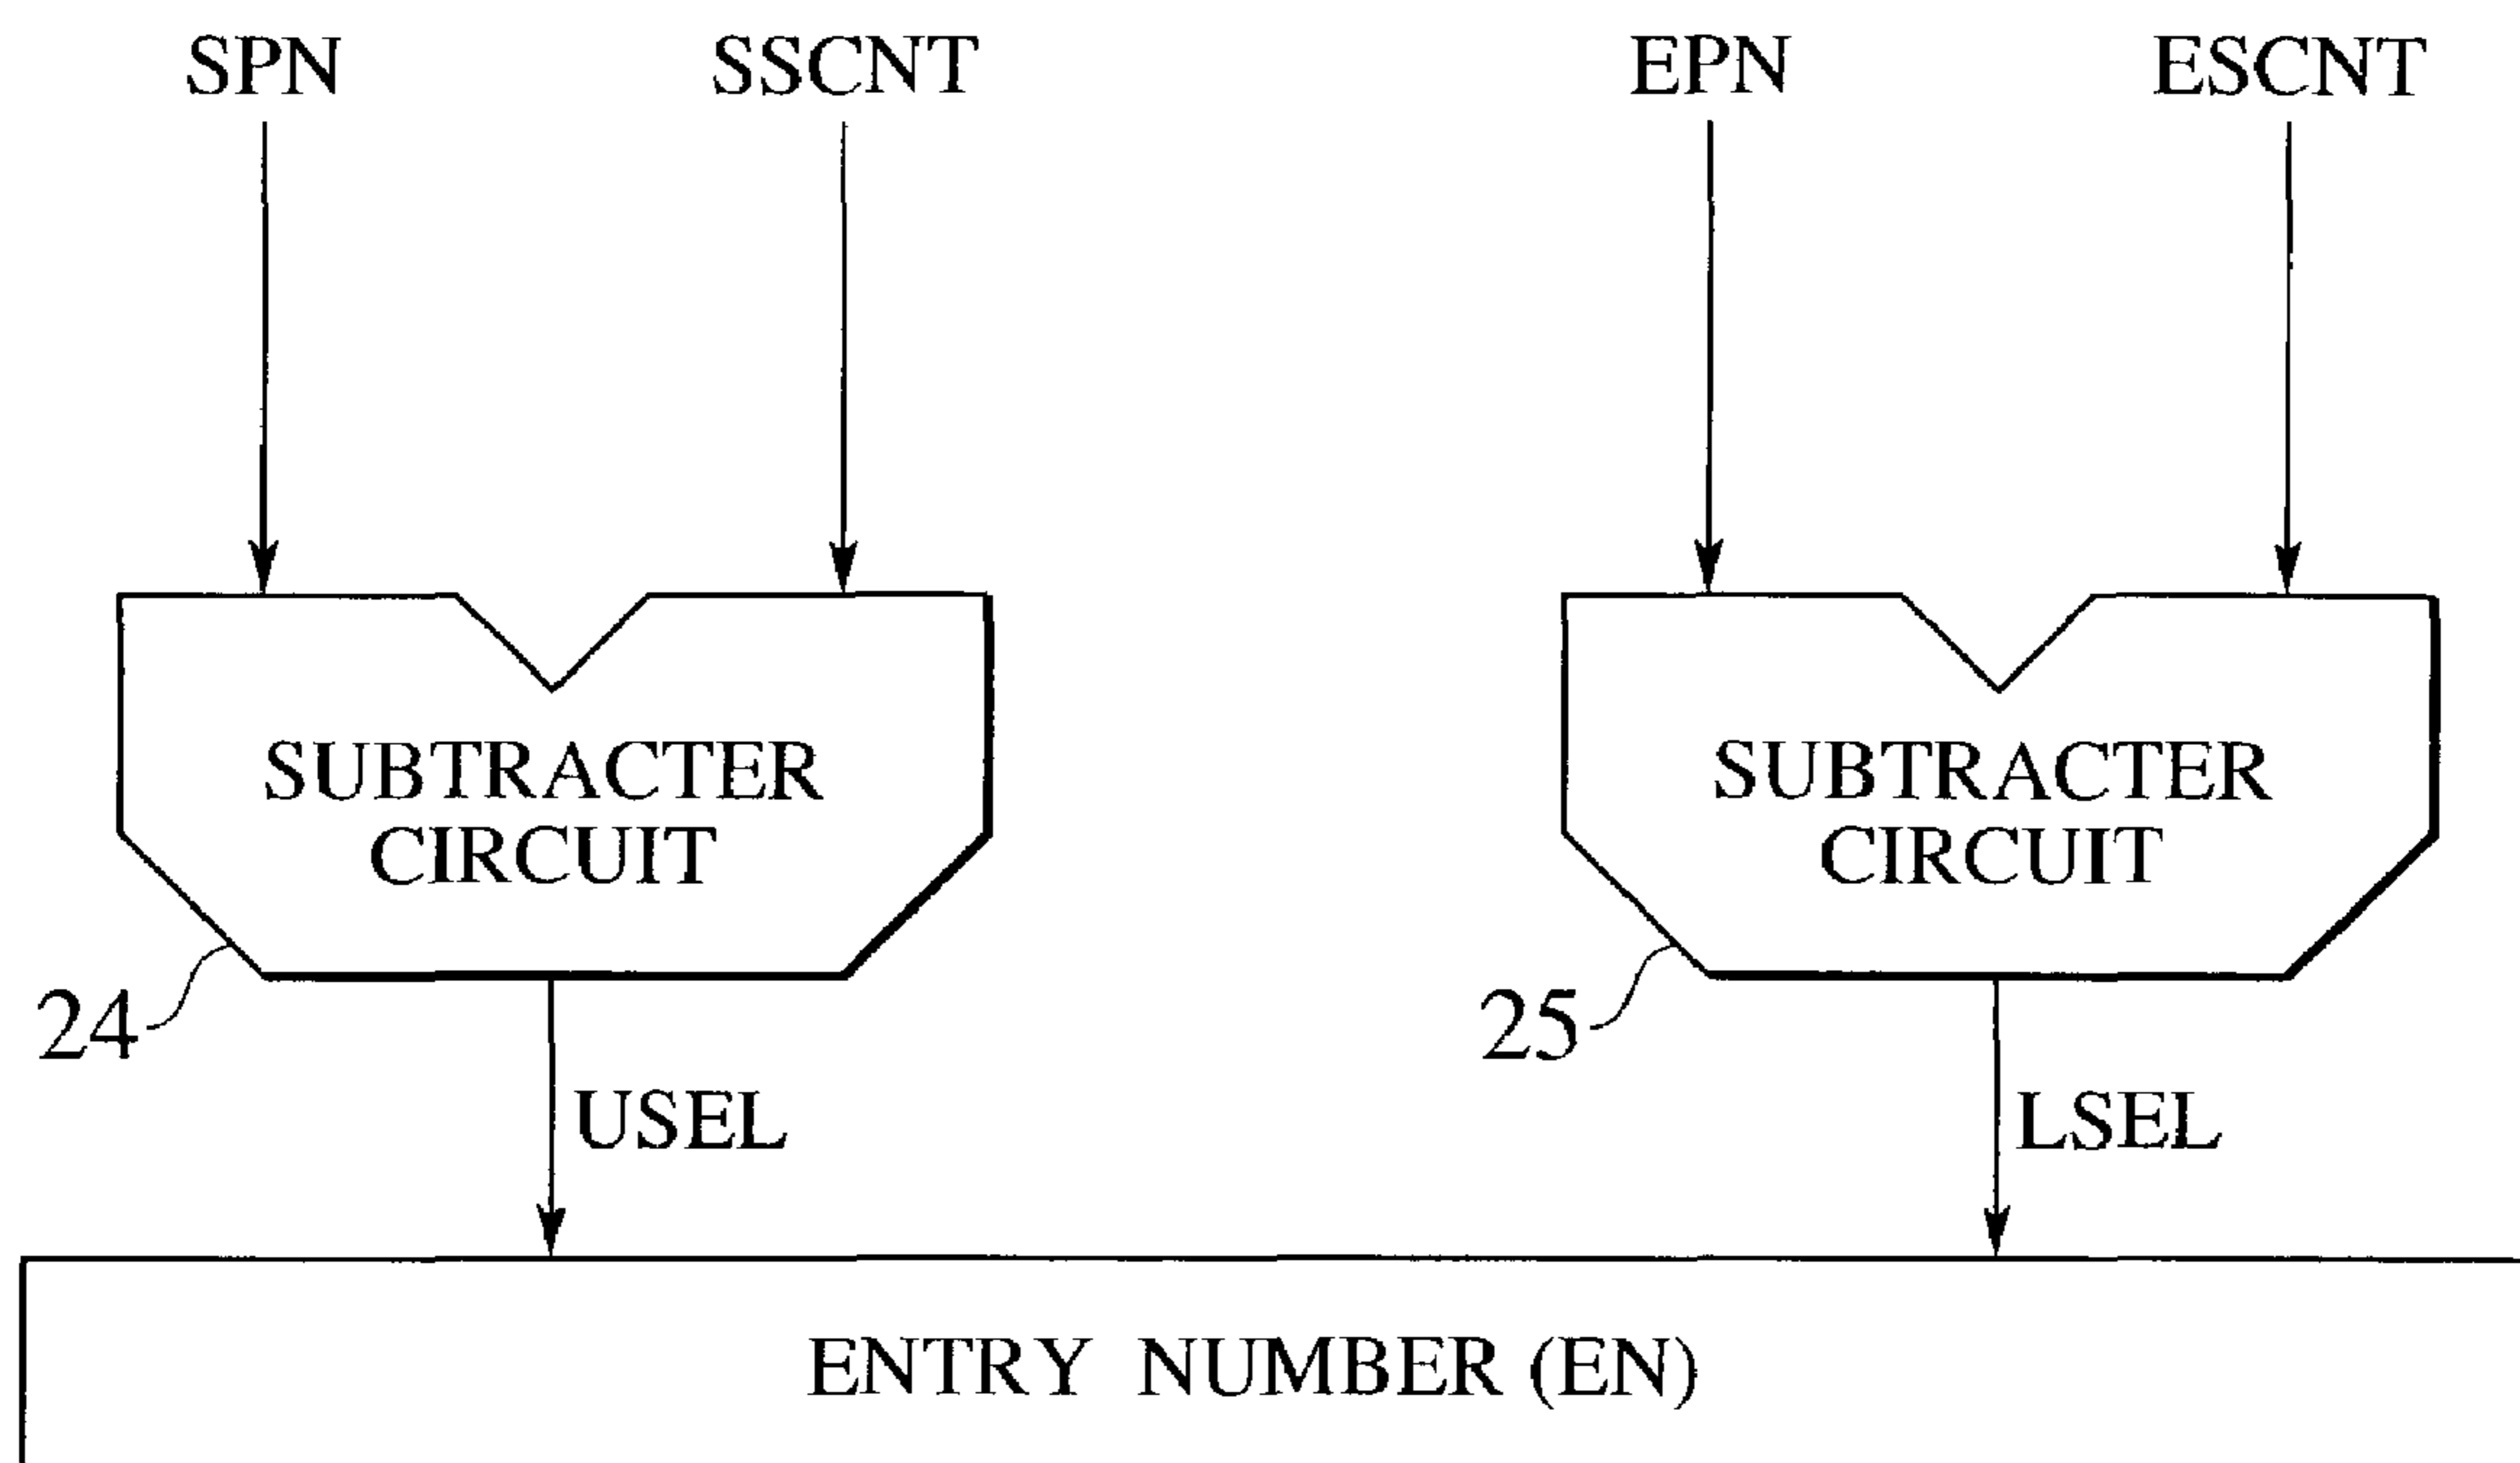 SPN SSCNT EPN ESCNT
SUBTRACTER SUBTRACTER
CIRCUIT CIRCUIT
24 25
USEL LSEL
ENTRY NUMBER (EN)